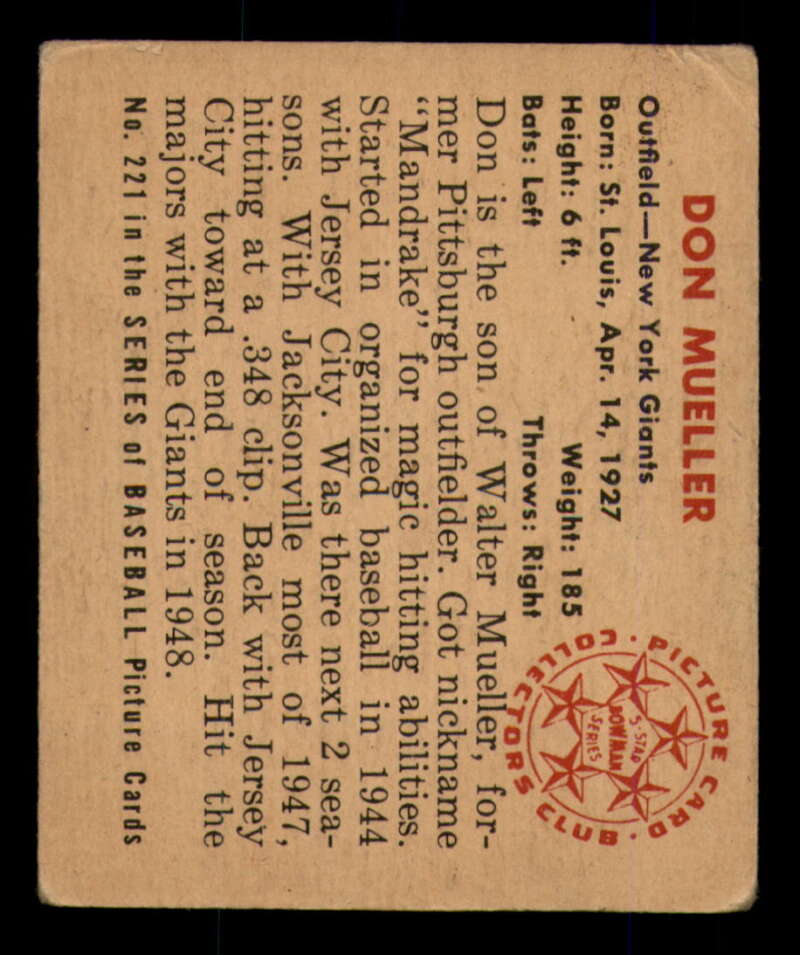 DON MUELLER
Outfield—New York Giants
Born: St. Louis, Apr. 14, 1927
Height: 6 ft. Weight: 185
Bats: Left Throws: Right
Don is the son of Walter Mueller, for-
mer Pittsburgh outfielder. Got nickname
“Mandrake” for magic hitting abilities.
Started in organized baseball in 1944
with Jersey City. Was there next 2 sea-
sons. With Jacksonville most of 1947,
hitting at a .348 clip. Back with Jersey
City toward end of season. Hit the
majors with the Giants in 1948.
No. 221 in the SERIES of BASEBALL Picture Cards
PICTURE CARD · COLLECTORS CLUB ·
5-STAR
BOWMAN
SERIES